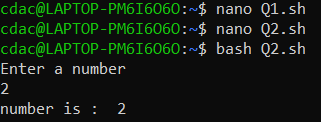 cdac@LAPTOP-PM6I6O6O:~$ nano Q1.sh
cdac@LAPTOP-PM6I6O6O:~$ nano Q2.sh
cdac@LAPTOP-PM6I6O6O:~$ bash Q2.sh
Enter a number
2
number is :  2